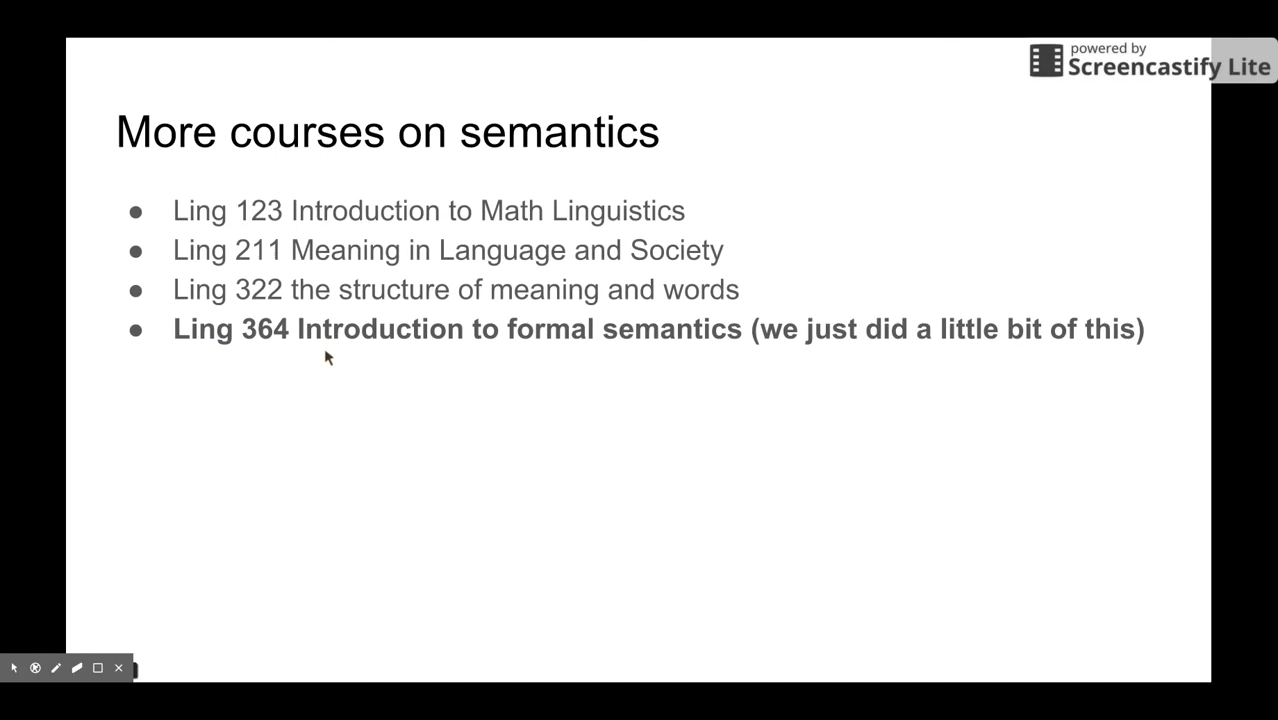 powered by
Screencastify Lite
More courses on semantics
● Ling 123 Introduction to Math Linguistics
● Ling 211 Meaning in Language and Society
● Ling 322 the structure of meaning and words
● Ling 364 Introduction to formal semantics (we just did a little bit of this)